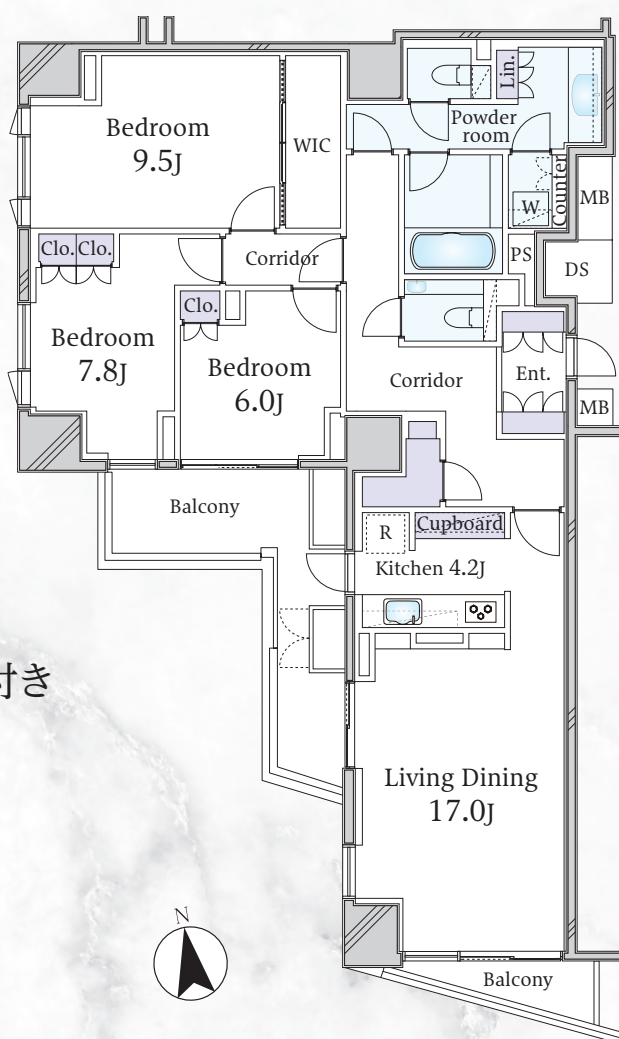 Lin.
Powder
room
Bedroom
9.5J
WIC
Counter
W
MB
Clo.
Clo.
Corridor
PS
DS
Clo.
Bedroom
7.8J
Bedroom
6.0J
Corridor
Ent.
MB
Balcony
R
Cupboard
Kitchen 4.2J
付き
Living Dining
17.0J
N
Balcony